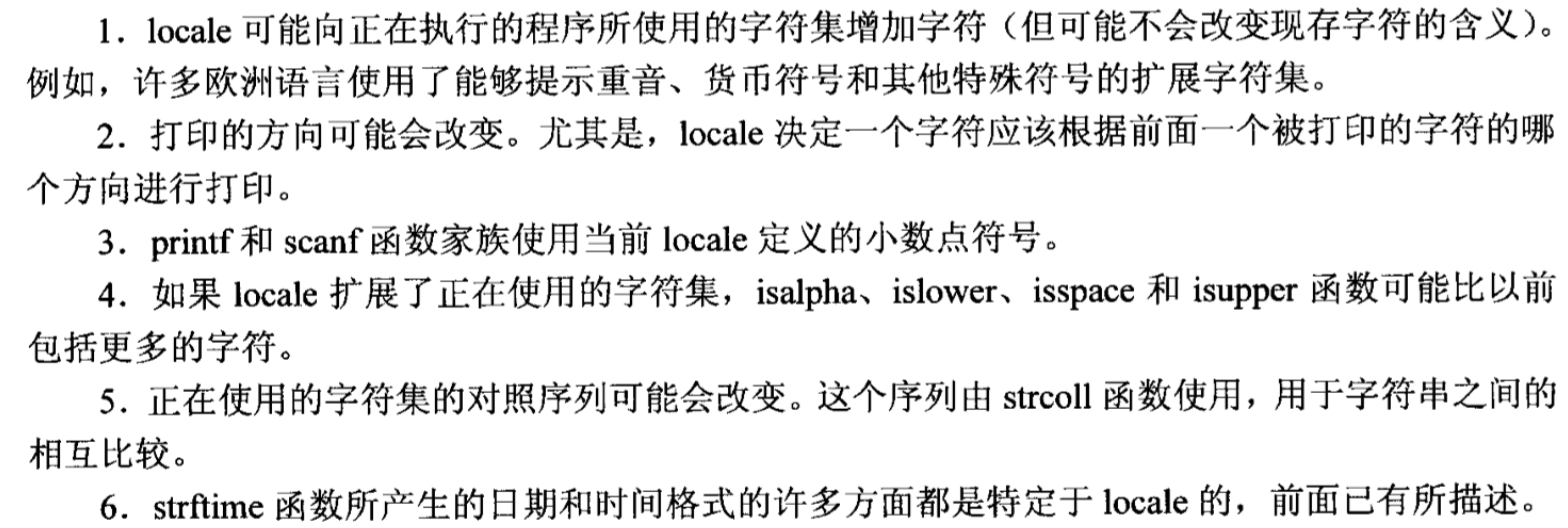 1．locale 可能向正在执行的程序所使用的字符集增加字符（但可能不会改变现存字符的含义）。
例如，许多欧洲语言使用了能够提示重音、货币符号和其他特殊符号的扩展字符集。
2．打印的方向可能会改变。尤其是，locale 决定一个字符应该根据前面一个被打印的字符的哪
个方向进行打印。
3．printf 和 scanf 函数家族使用当前 locale 定义的小数点符号。
4．如果 locale 扩展了正在使用的字符集，isalpha、islower、isspace 和 isupper 函数可能比以前
包括更多的字符。
5．正在使用的字符集的对照序列可能会改变。这个序列由 strcoll 函数使用，用于字符串之间的
相互比较。
6．strftime 函数所产生的日期和时间格式的许多方面都是特定于 locale 的，前面已有所描述。